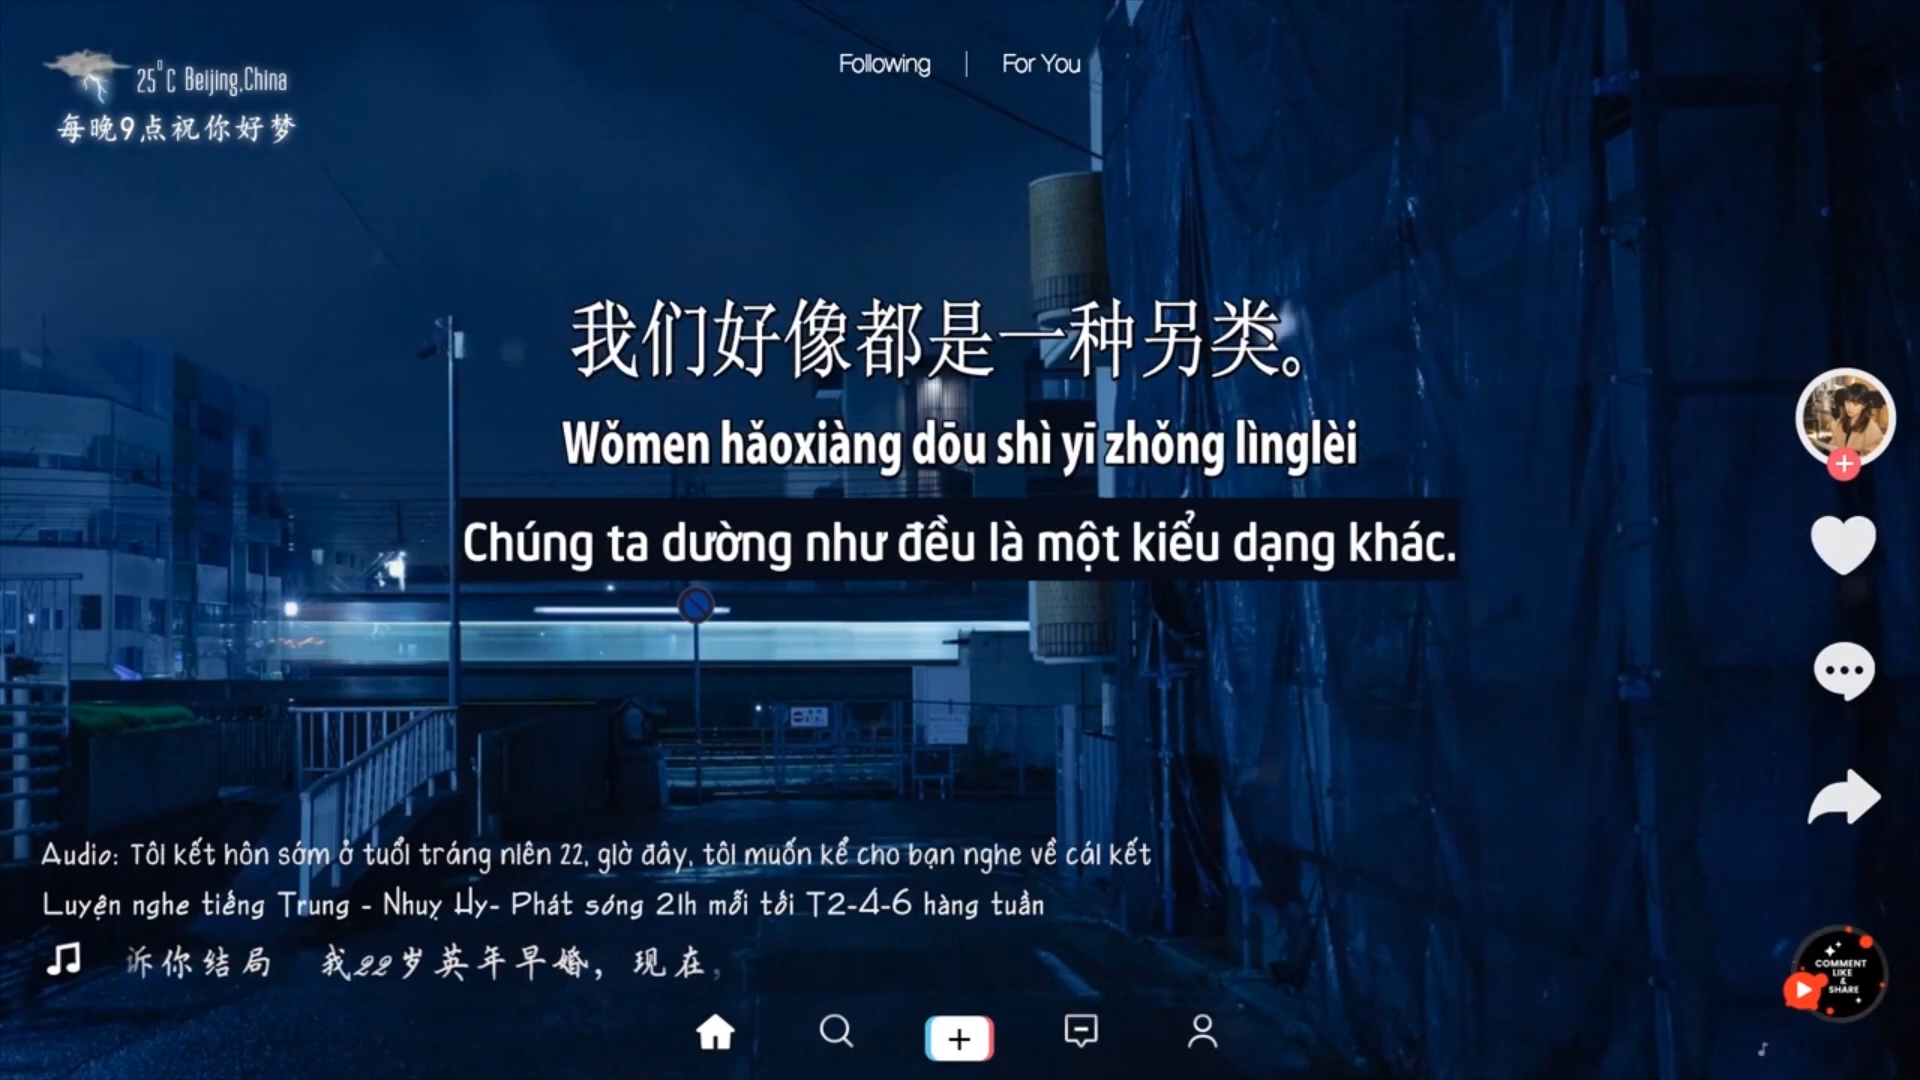 25°C Beijing,China
每晚9点祝你好梦
Following | For You
我们好像都是一种另类。
Wǒmen hǎoxiàng dōu shì yī zhǒng lìnglèi
Chúng ta dường như đều là một kiểu dạng khác.
Audio: Tôi kết hôn sớm ở tuổi tráng niên 22, giờ đây, tôi muốn kể cho bạn nghe về cái kết
Luyện nghe tiếng Trung - Nhuỵ Hy- Phát sóng 21h mỗi tối T2-4-6 hàng tuần
诉你结局 我22岁英年早婚，现在，
COMMENT
LIKE
&
SHARE